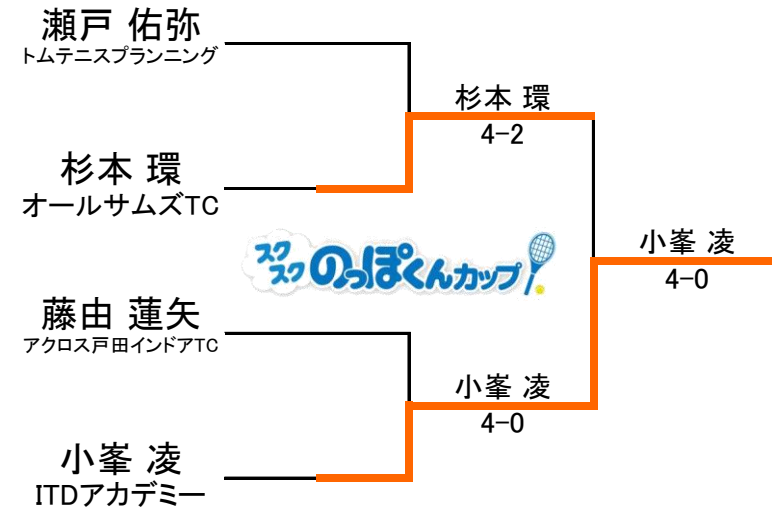 瀬戸 佑弥
トムテニスプランニング
杉本 環
4-2
杉本 環
オールサムズTC
スクスク のっぽくんカップ!
小峯 凌
4-0
藤由 蓮矢
アクロス戸田インドアTC
小峯 凌
4-0
小峯 凌
ITDアカデミー